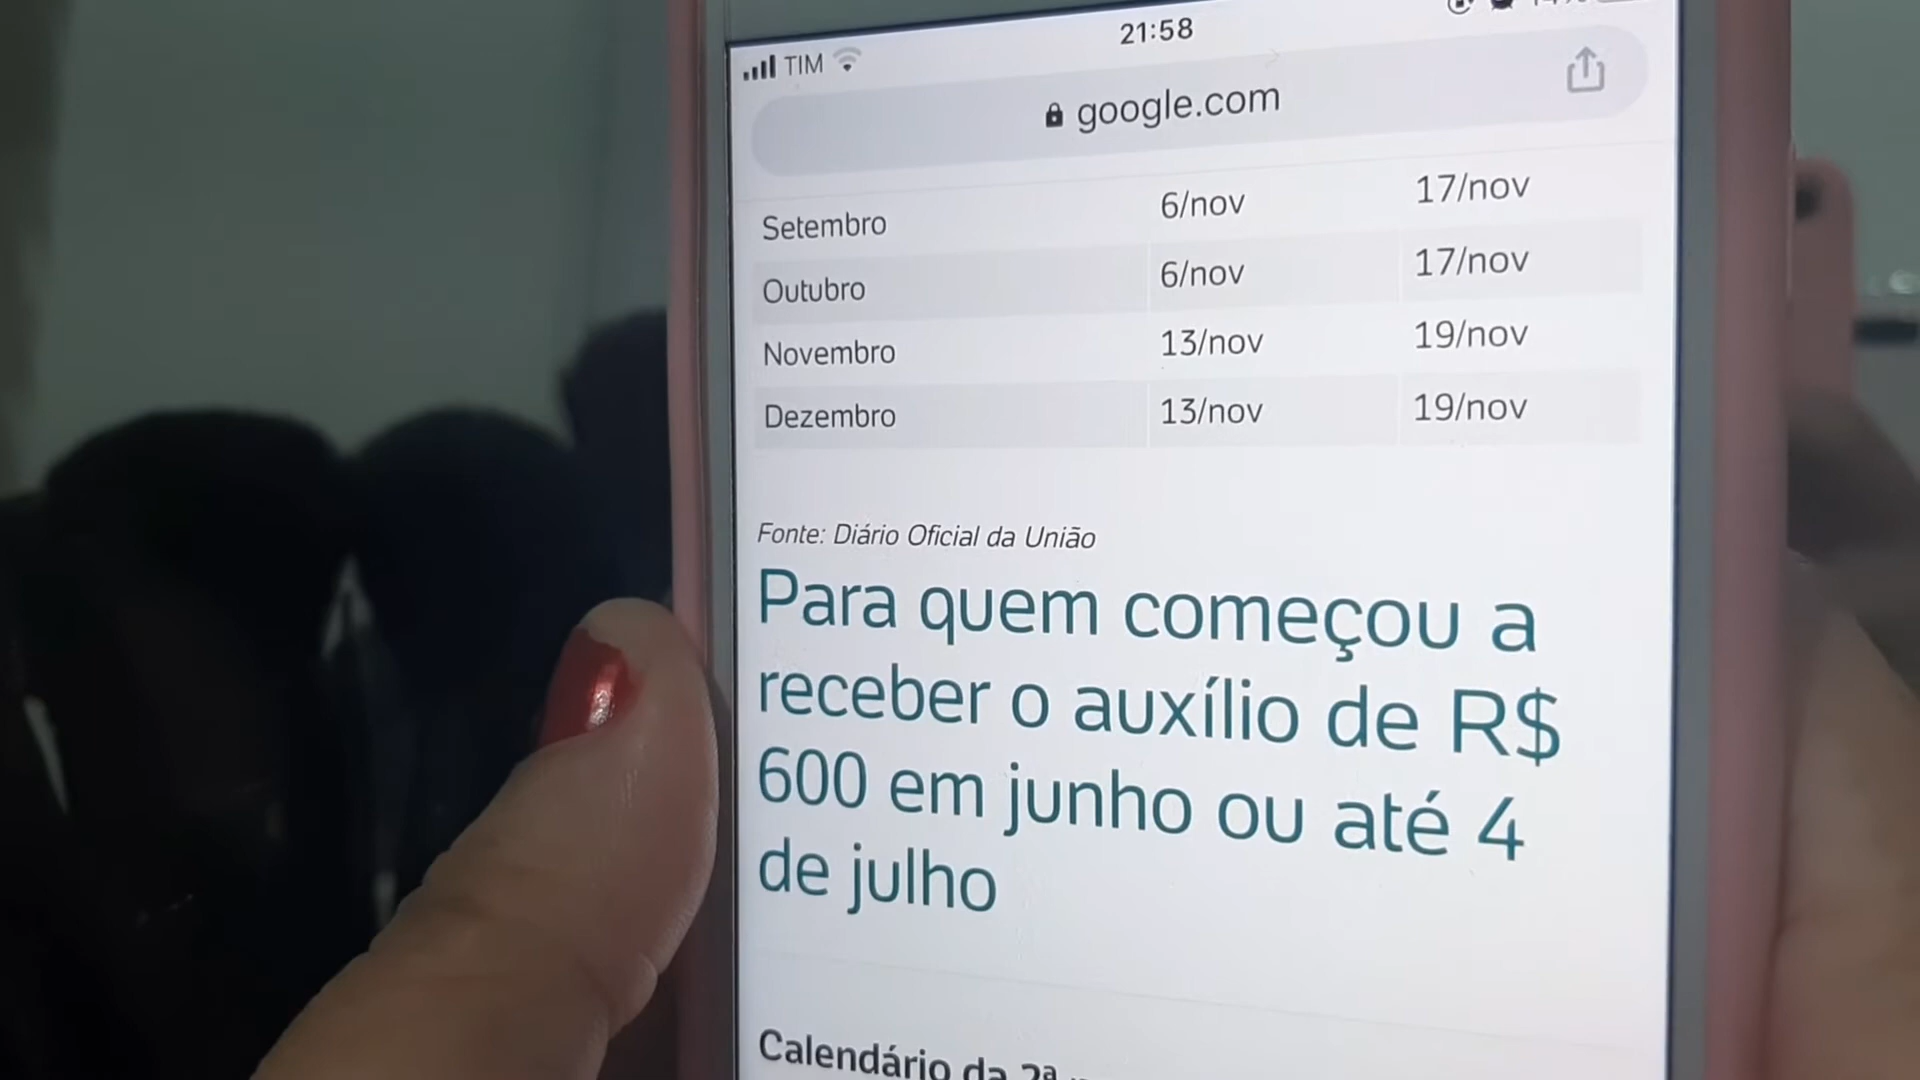 TIM
21:58
google.com
Setembro 6/nov 17/nov
Outubro 6/nov 17/nov
Novembro 13/nov 19/nov
Dezembro 13/nov 19/nov
Fonte: Diário Oficial da União
Para quem começou a
receber o auxílio de R$
600 em junho ou até 4
de julho
Calendário da 2ª